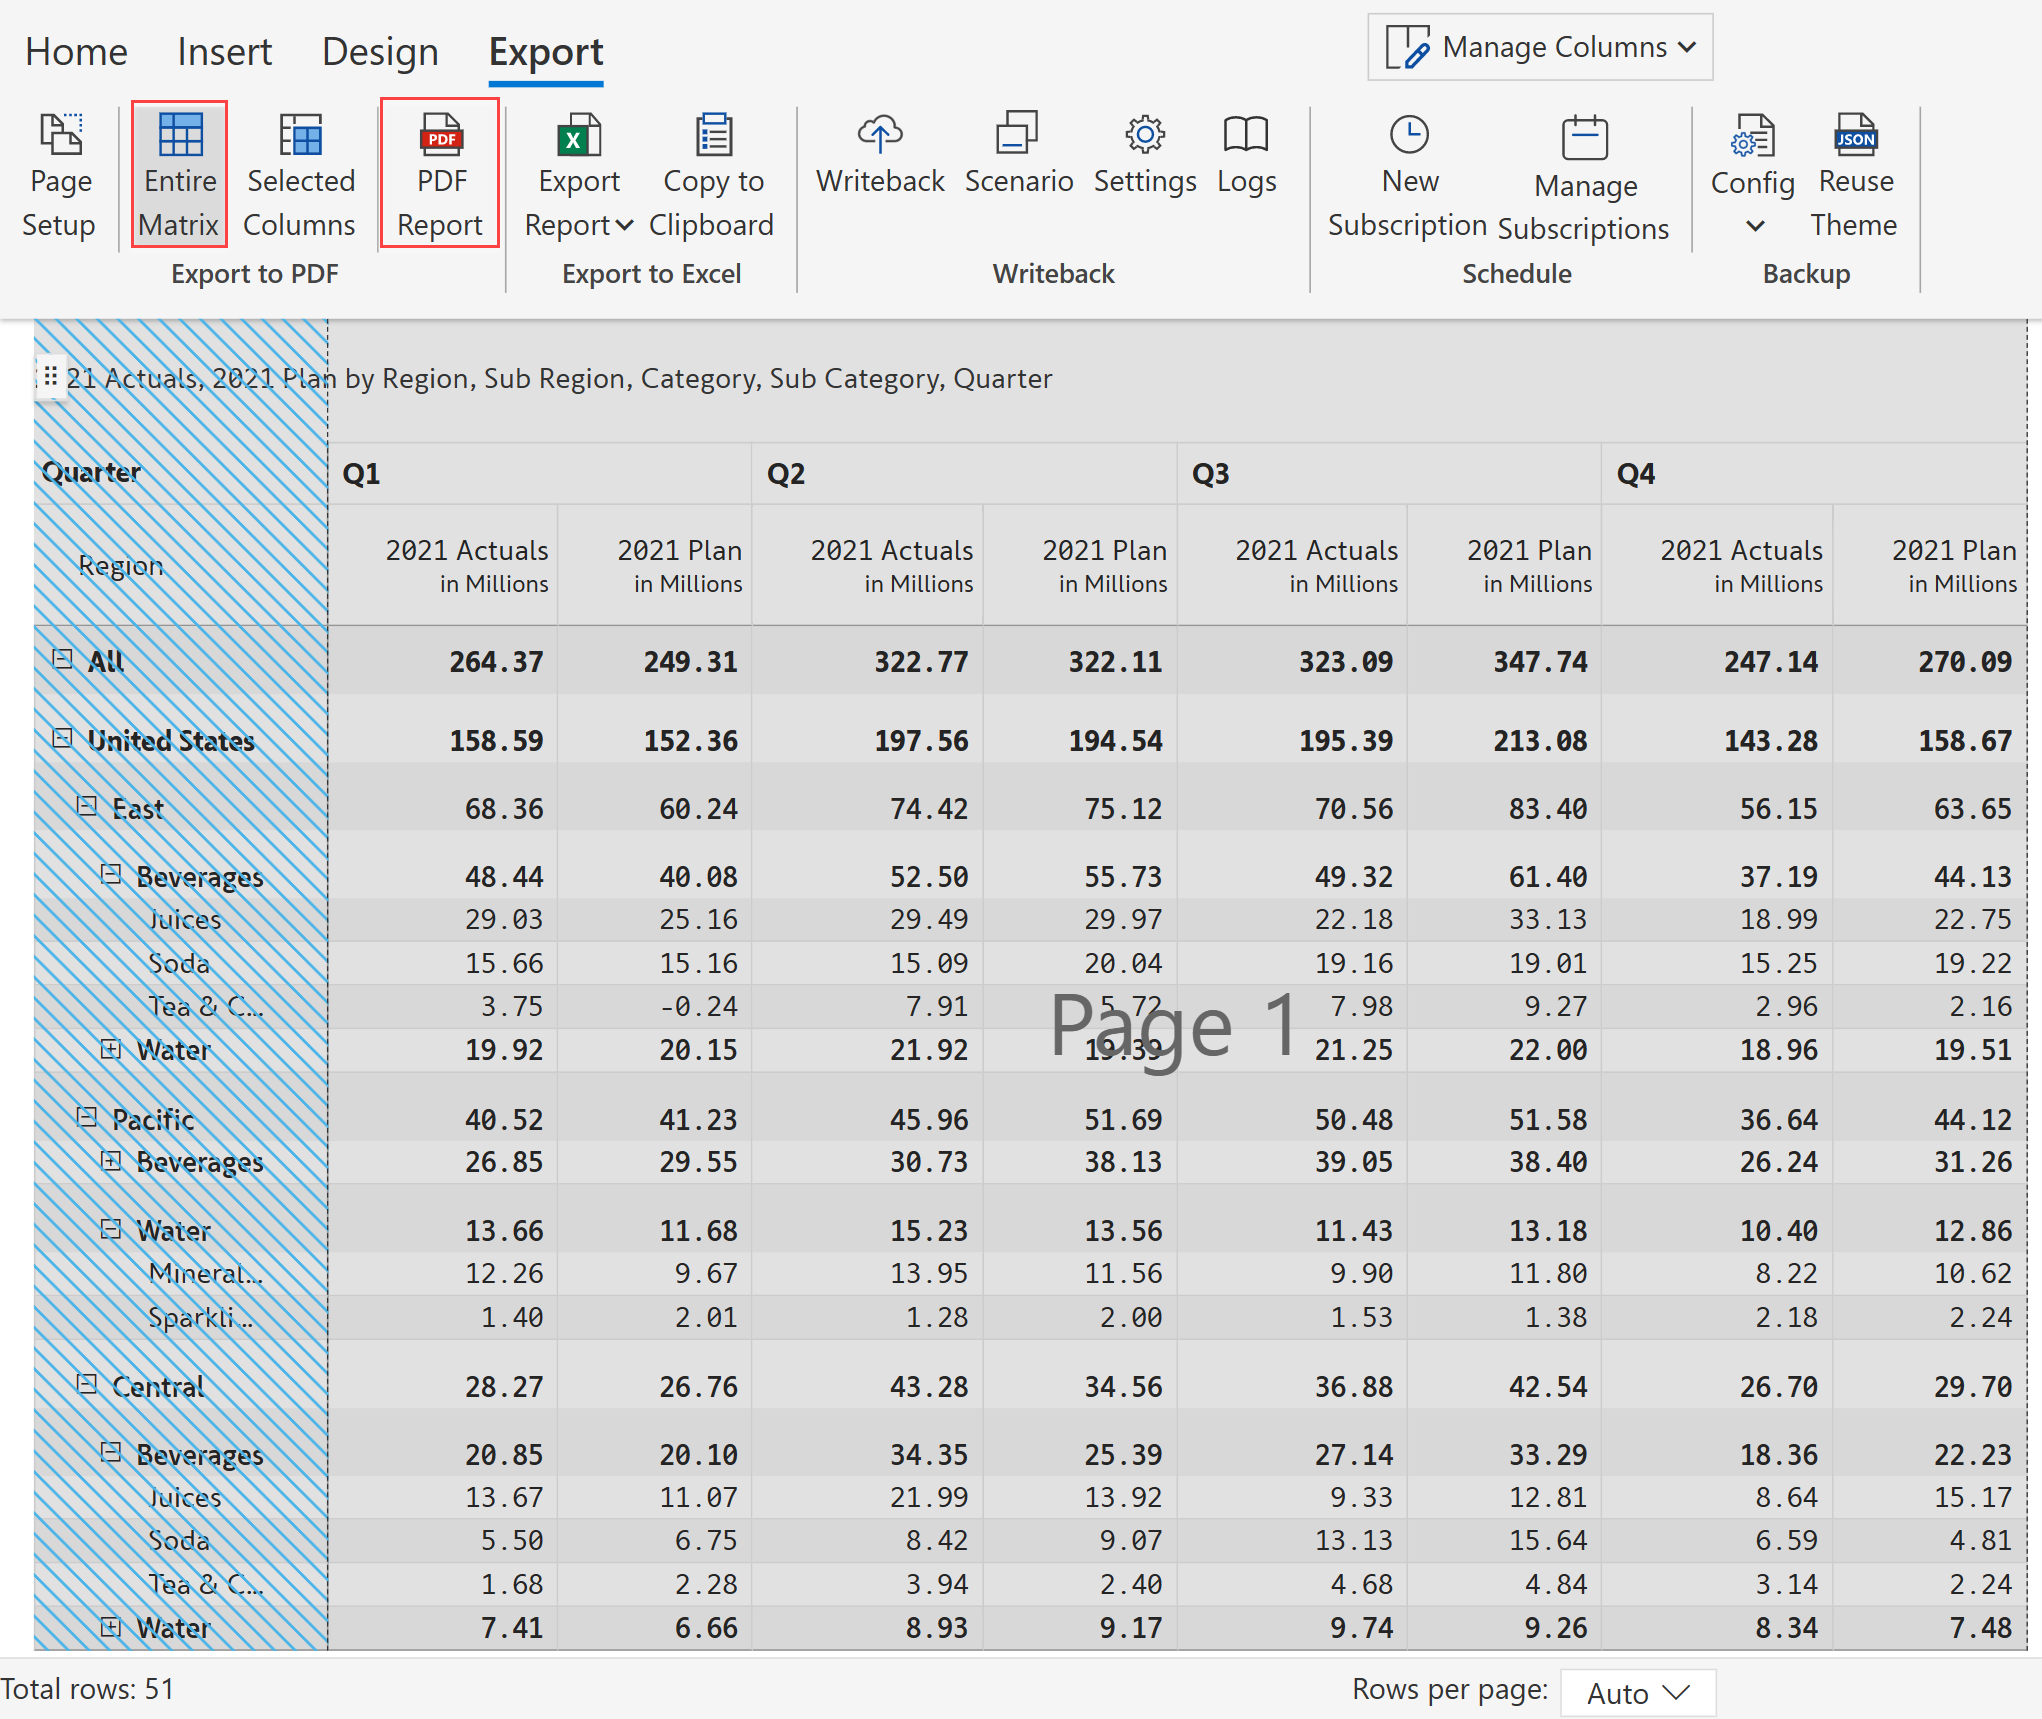 Home Insert Design Export Manage Columns
Page Setup Entire Matrix Selected Columns PDF Report Export Report Copy to Clipboard Writeback Scenario Settings Logs New Subscription Manage Subscriptions Config JSON Reuse Theme
Export to PDF Export to Excel Writeback Schedule Backup
21 Actuals, 2021 Plan by Region, Sub Region, Category, Sub Category, Quarter
Quarter Q1 Q2 Q3 Q4
Region 2021 Actuals in Millions 2021 Plan in Millions 2021 Actuals in Millions 2021 Plan in Millions 2021 Actuals in Millions 2021 Plan in Millions 2021 Actuals in Millions 2021 Plan in Millions
All 264.37 249.31 322.77 322.11 323.09 347.74 247.14 270.09
United States 158.59 152.36 197.56 194.54 195.39 213.08 143.28 158.67
East 68.36 60.24 74.42 75.12 70.56 83.40 56.15 63.65
Beverages 48.44 40.08 52.50 55.73 49.32 61.40 37.19 44.13
Juices 29.03 25.16 29.49 29.97 22.18 33.13 18.99 22.75
Soda 15.66 15.16 15.09 20.04 19.16 19.01 15.25 19.22
Tea & C... 3.75 -0.24 7.91 5.72 7.98 9.27 2.96 2.16
Page 1
Water 19.92 20.15 21.92 19.39 21.25 22.00 18.96 19.51
Pacific 40.52 41.23 45.96 51.69 50.48 51.58 36.64 44.12
Beverages 26.85 29.55 30.73 38.13 39.05 38.40 26.24 31.26
Water 13.66 11.68 15.23 13.56 11.43 13.18 10.40 12.86
Mineral... 12.26 9.67 13.95 11.56 9.90 11.80 8.22 10.62
Sparkli... 1.40 2.01 1.28 2.00 1.53 1.38 2.18 2.24
Central 28.27 26.76 43.28 34.56 36.88 42.54 26.70 29.70
Beverages 20.85 20.10 34.35 25.39 27.14 33.29 18.36 22.23
Juices 13.67 11.07 21.99 13.92 9.33 12.81 8.64 15.17
Soda 5.50 6.75 8.42 9.07 13.13 15.64 6.59 4.81
Tea & C... 1.68 2.28 3.94 2.40 4.68 4.84 3.14 2.24
Water 7.41 6.66 8.93 9.17 9.74 9.26 8.34 7.48
Total rows: 51 Rows per page: Auto